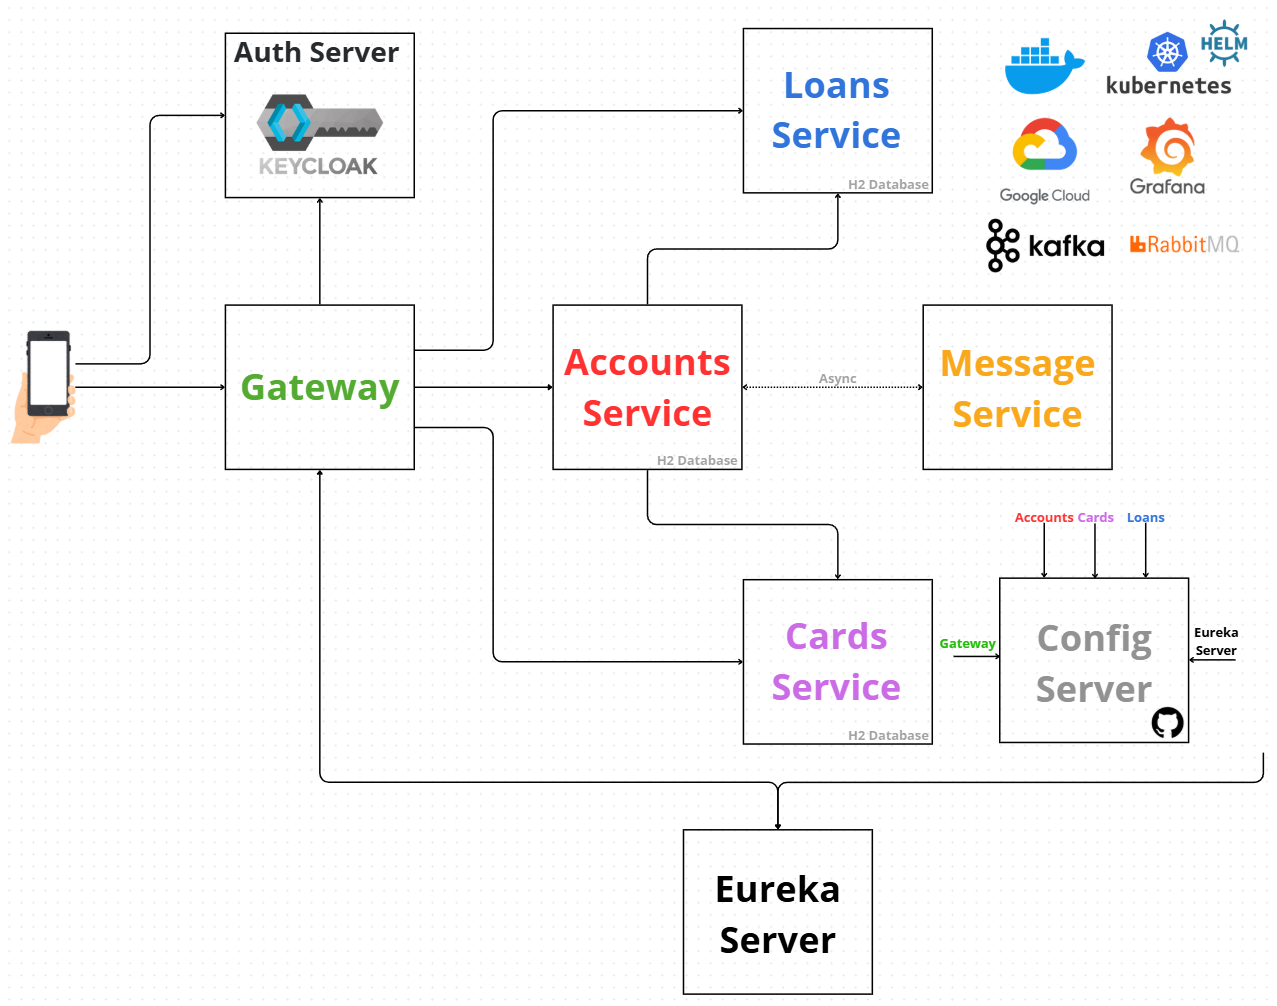 Auth Server
KEYCLOAK
Loans
Service
H2 Database
HELM
kubernetes
Google Cloud
Grafana
kafka
RabbitMQ
Gateway
Accounts
Service
H2 Database
Async
Message
Service
Accounts
Cards
Loans
Cards
Service
H2 Database
Gateway
Config
Server
Eureka
Server
Eureka
Server